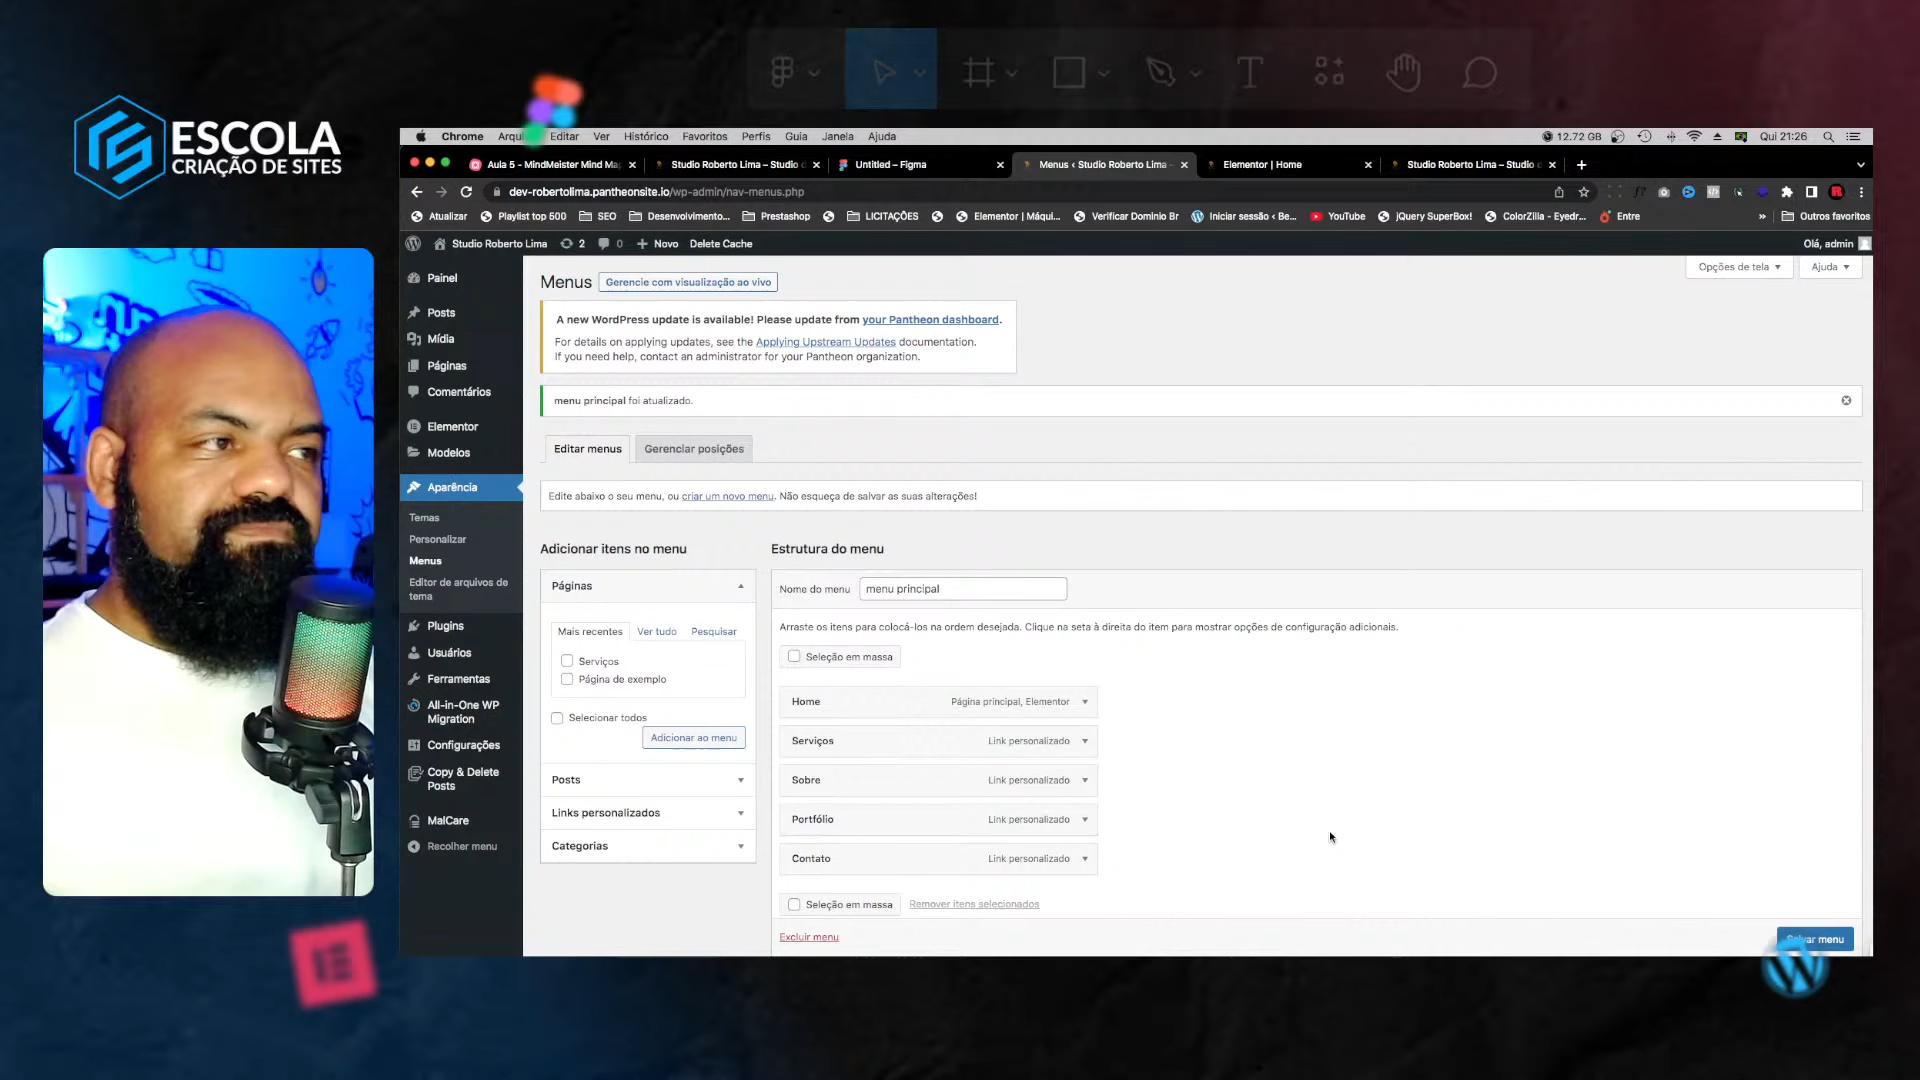 ESCOLA
CRIAÇÃO DE SITES
Chrome
Editar
Ver
Histórico
Favoritos
Perfis
Guia
Janela
Ajuda
12.72 GB
Qui 21:26
Aula 5 - MindMeister Mind Ma
Studio Roberto Lima – Studio
Untitled – Figma
Menus ‹ Studio Roberto Lima –
Elementor | Home
Studio Roberto Lima – Studio
dev-robertolima.pantheonsite.io/wp-admin/nav-menus.php
Atualizar
Playlist top 500
SEO
Desenvolvimento...
Prestashop
LICITAÇÕES
Elementor | Máqui...
Verificar Dominio Br
Iniciar sessão ‹ Be...
YouTube
jQuery SuperBox!
ColorZilla - Eyedr...
Entre
»
Outros favoritos
Studio Roberto Lima
2
0
Novo
Delete Cache
Olá, admin
Painel
Posts
Mídia
Páginas
Comentários
Elementor
Modelos
Aparência
Temas
Personalizar
Menus
Editor de arquivos de
tema
Plugins
Usuários
Ferramentas
All-in-One WP
Migration
Configurações
Copy & Delete
Posts
MalCare
Recolher menu
Menus
Gerencie com visualização ao vivo
Opções de tela
Ajuda
A new WordPress update is available! Please update from your Pantheon dashboard.
For details on applying updates, see the Applying Upstream Updates documentation.
If you need help, contact an administrator for your Pantheon organization.
menu principal foi atualizado.
Editar menus
Gerenciar posições
Edite abaixo o seu menu, ou criar um novo menu. Não esqueça de salvar as suas alterações!
Adicionar itens no menu
Páginas
Mais recentes
Ver tudo
Pesquisar
Serviços
Página de exemplo
Selecionar todos
Adicionar ao menu
Posts
Links personalizados
Categorias
Estrutura do menu
Nome do menu
menu principal
Arraste os itens para colocá-los na ordem desejada. Clique na seta à direita do item para mostrar opções de configuração adicionais.
Seleção em massa
Home
Página principal, Elementor
Serviços
Link personalizado
Sobre
Link personalizado
Portfólio
Link personalizado
Contato
Link personalizado
Seleção em massa
Remover itens selecionados
Excluir menu
menu